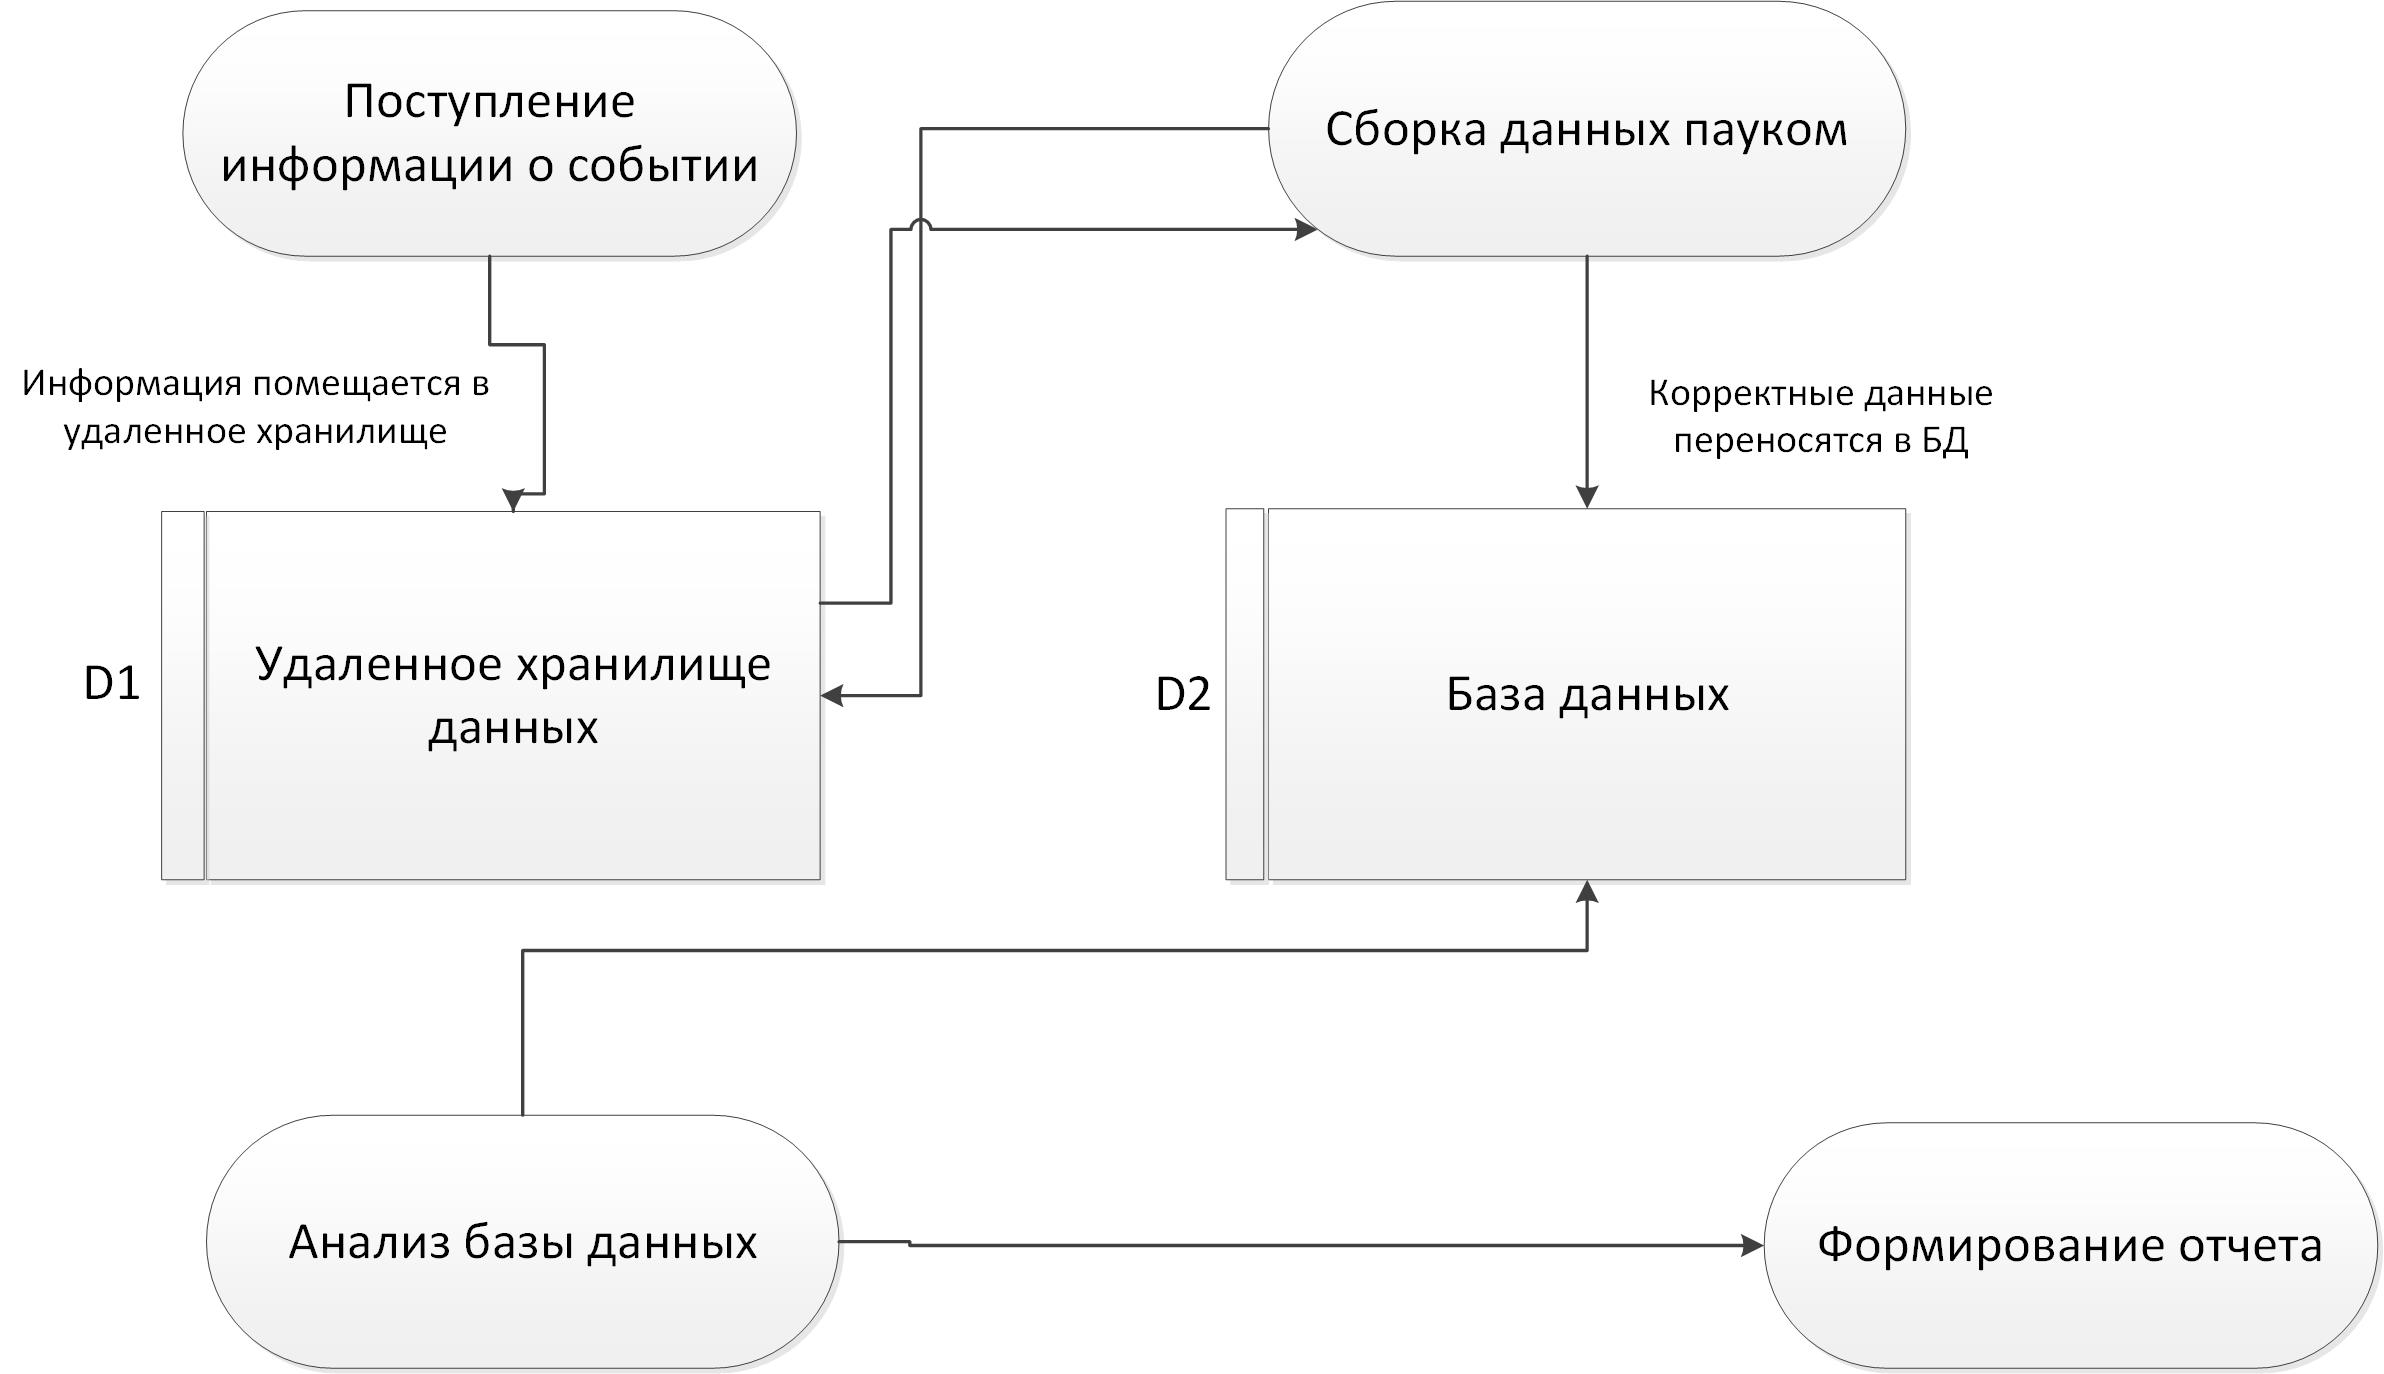 Поступление
информации о событии
Сборка данных пауком
Информация помещается в
удаленное хранилище
Корректные данные
переносятся в БД
D1
Удаленное хранилище
данных
D2
База данных
Анализ базы данных
Формирование отчета